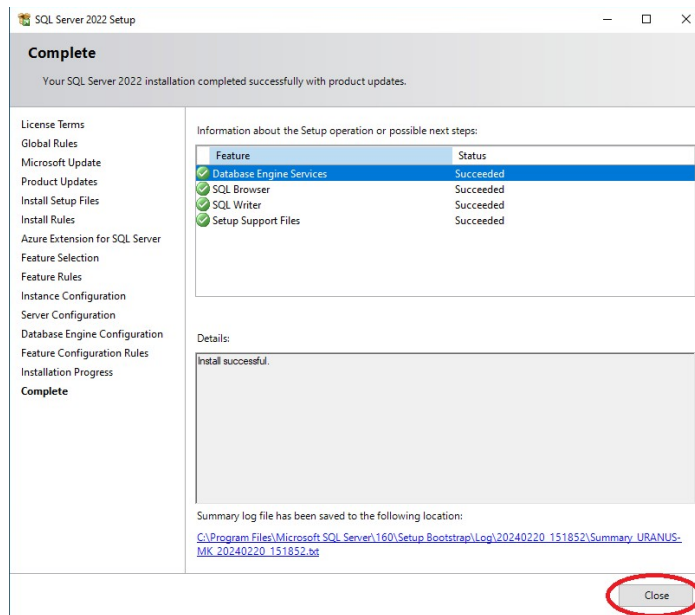 SQL Server 2022 Setup
Complete
Your SQL Server 2022 installation completed successfully with product updates.
License Terms
Global Rules
Microsoft Update
Product Updates
Install Setup Files
Install Rules
Azure Extension for SQL Server
Feature Selection
Feature Rules
Instance Configuration
Server Configuration
Database Engine Configuration
Feature Configuration Rules
Installation Progress
Complete
Information about the Setup operation or possible next steps:
Feature Status
Database Engine Services Succeeded
SQL Browser Succeeded
SQL Writer Succeeded
Setup Support Files Succeeded
Details:
Install successful.
Summary log file has been saved to the following location:
C:\Program Files\Microsoft SQL Server\160\Setup Bootstrap\Log\20240220_151852\Summary_URANUS-
MK_20240220_151852.txt
Close